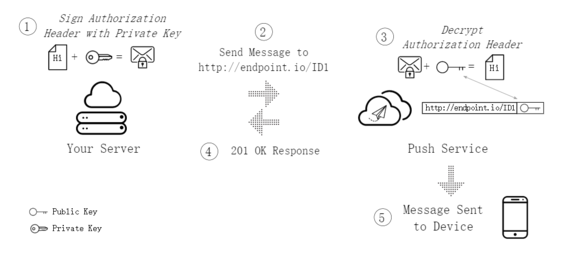 1
Sign Authorization
Header with Private Key
H1 + =
Your Server
2
Send Message to
http://endpoint.io/ID1
4 201 OK Response
3
Decrypt
Authorization Header
+ = H1
http://endpoint.io/ID1
Push Service
5
Message Sent
to Device
Public Key
Private Key